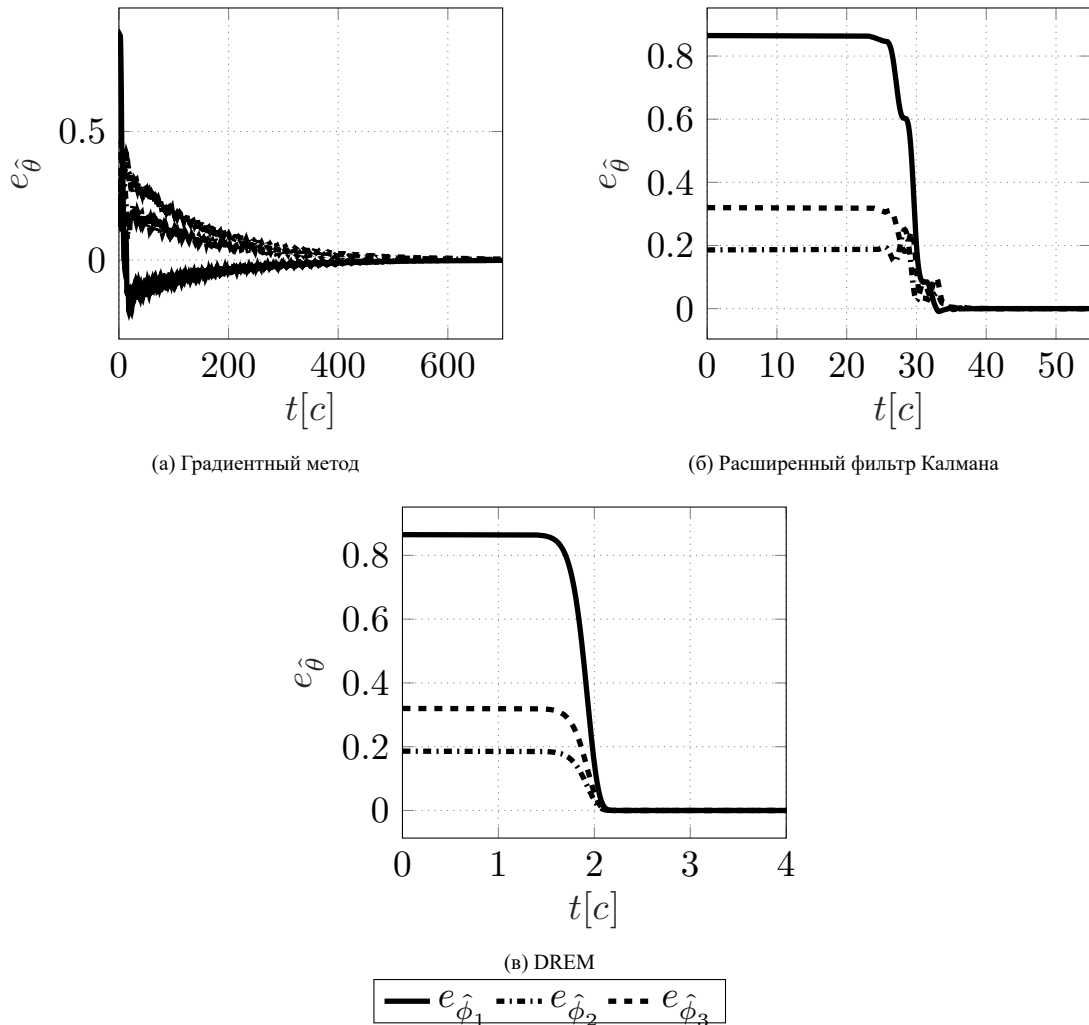 0.5
0
e_θ̂
0 200 400 600
t[c]
(а) Градиентный метод
0.8
0.6
0.4
0.2
0
e_θ̂
0 10 20 30 40 50
t[c]
(б) Расширенный фильтр Калмана
0.8
0.6
0.4
0.2
0
e_θ̂
0 1 2 3 4
t[c]
(в) DREM
e_ϕ̂₁ e_ϕ̂₂ e_ϕ̂₃